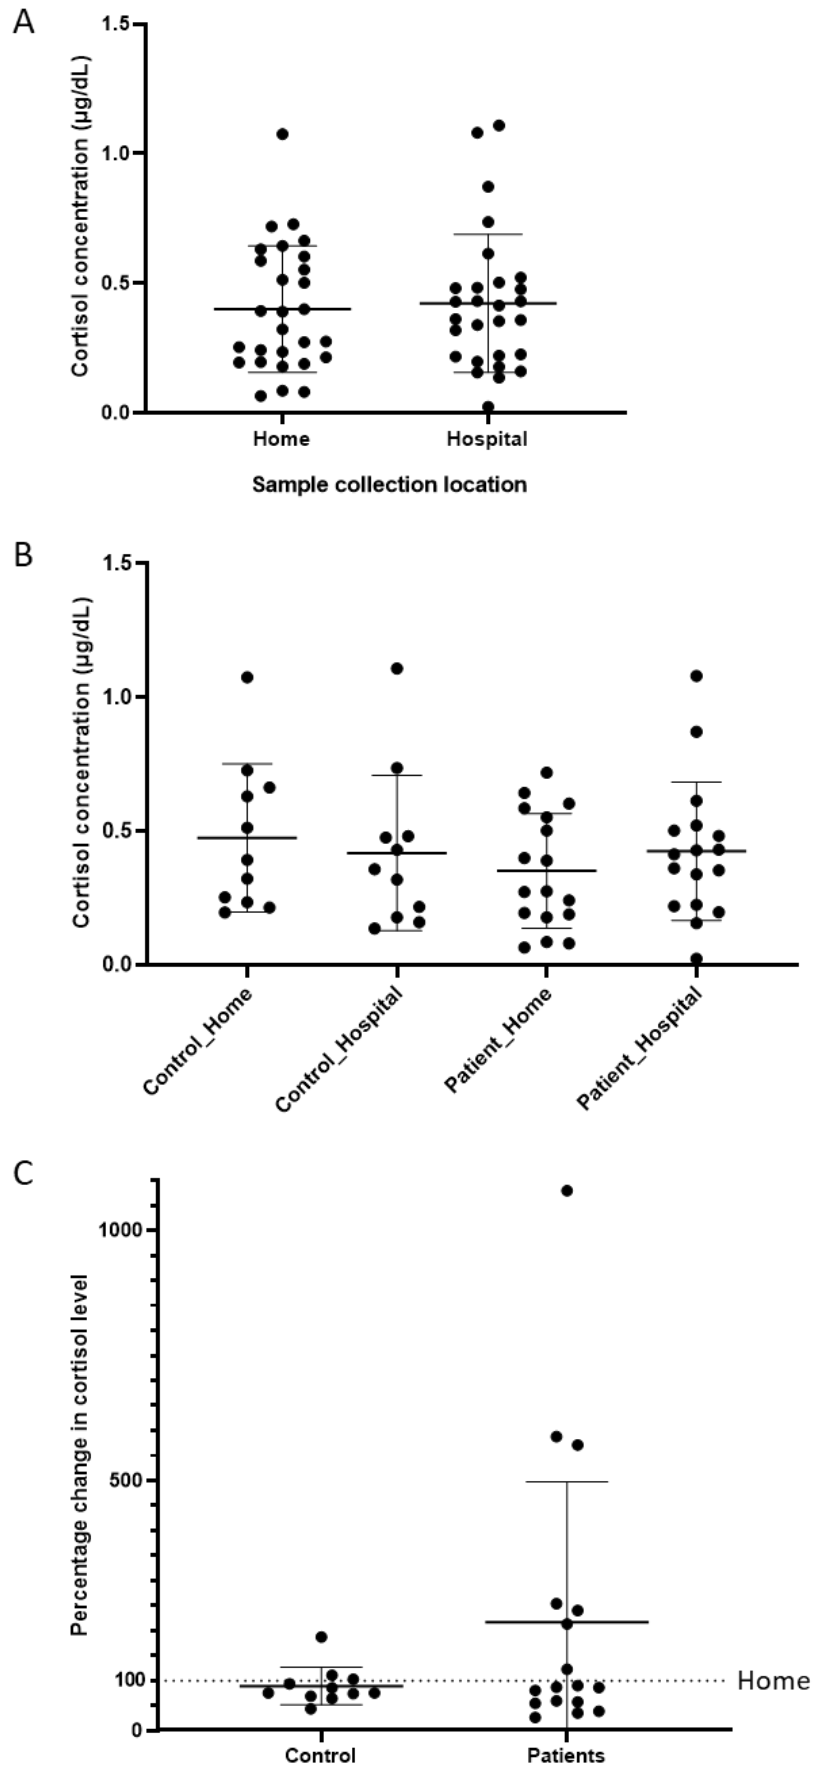 A
1.5
1.0
0.5
0.0
Cortisol concentration (µg/dL)
Home Hospital
Sample collection location
B
1.5
1.0
0.5
0.0
Cortisol concentration (µg/dL)
Control_Home
Control_Hospital
Patient_Home
Patient_Hospital
C
1000
500
100
0
Percentage change in cortisol level
Home
Control Patients